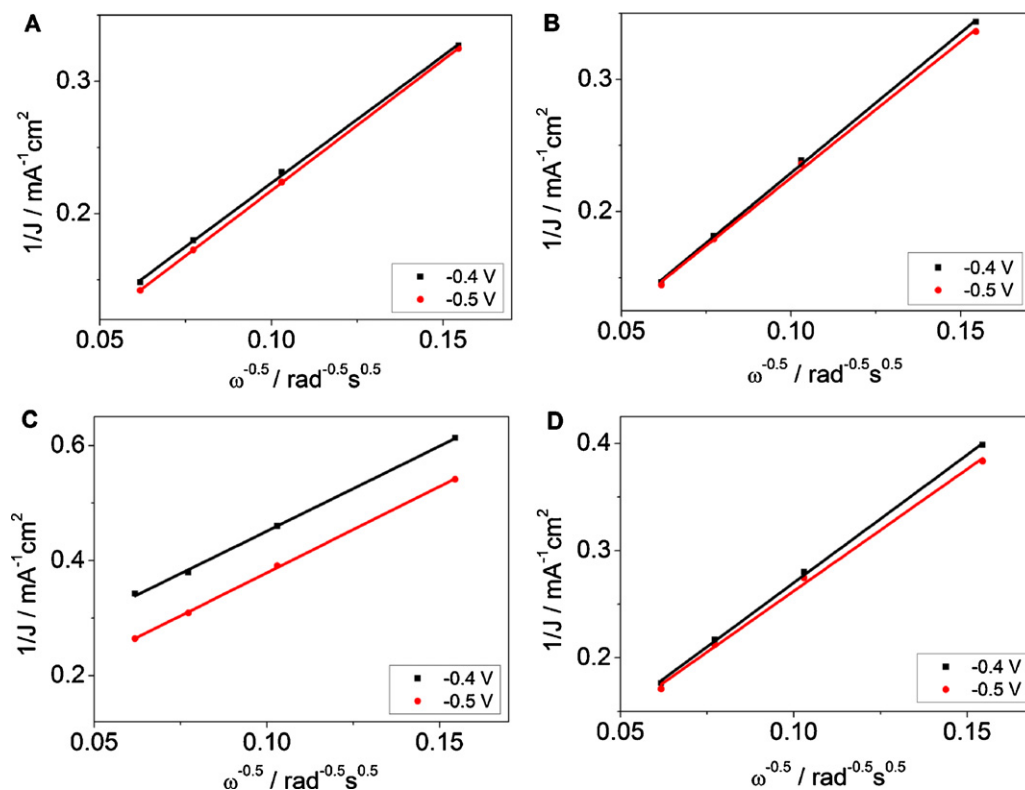 A
1/J / mA⁻¹cm²
0.3
0.2
-0.4 V
-0.5 V
0.05
0.10
0.15
ω⁻⁰·⁵ / rad⁻⁰·⁵s⁰·⁵
B
1/J / mA⁻¹cm²
0.3
0.2
-0.4 V
-0.5 V
0.05
0.10
0.15
ω⁻⁰·⁵ / rad⁻⁰·⁵s⁰·⁵
C
1/J / mA⁻¹cm²
0.6
0.4
0.2
-0.4 V
-0.5 V
0.05
0.10
0.15
ω⁻⁰·⁵ / rad⁻⁰·⁵s⁰·⁵
D
1/J / mA⁻¹cm²
0.4
0.3
0.2
-0.4 V
-0.5 V
0.05
0.10
0.15
ω⁻⁰·⁵ / rad⁻⁰·⁵s⁰·⁵